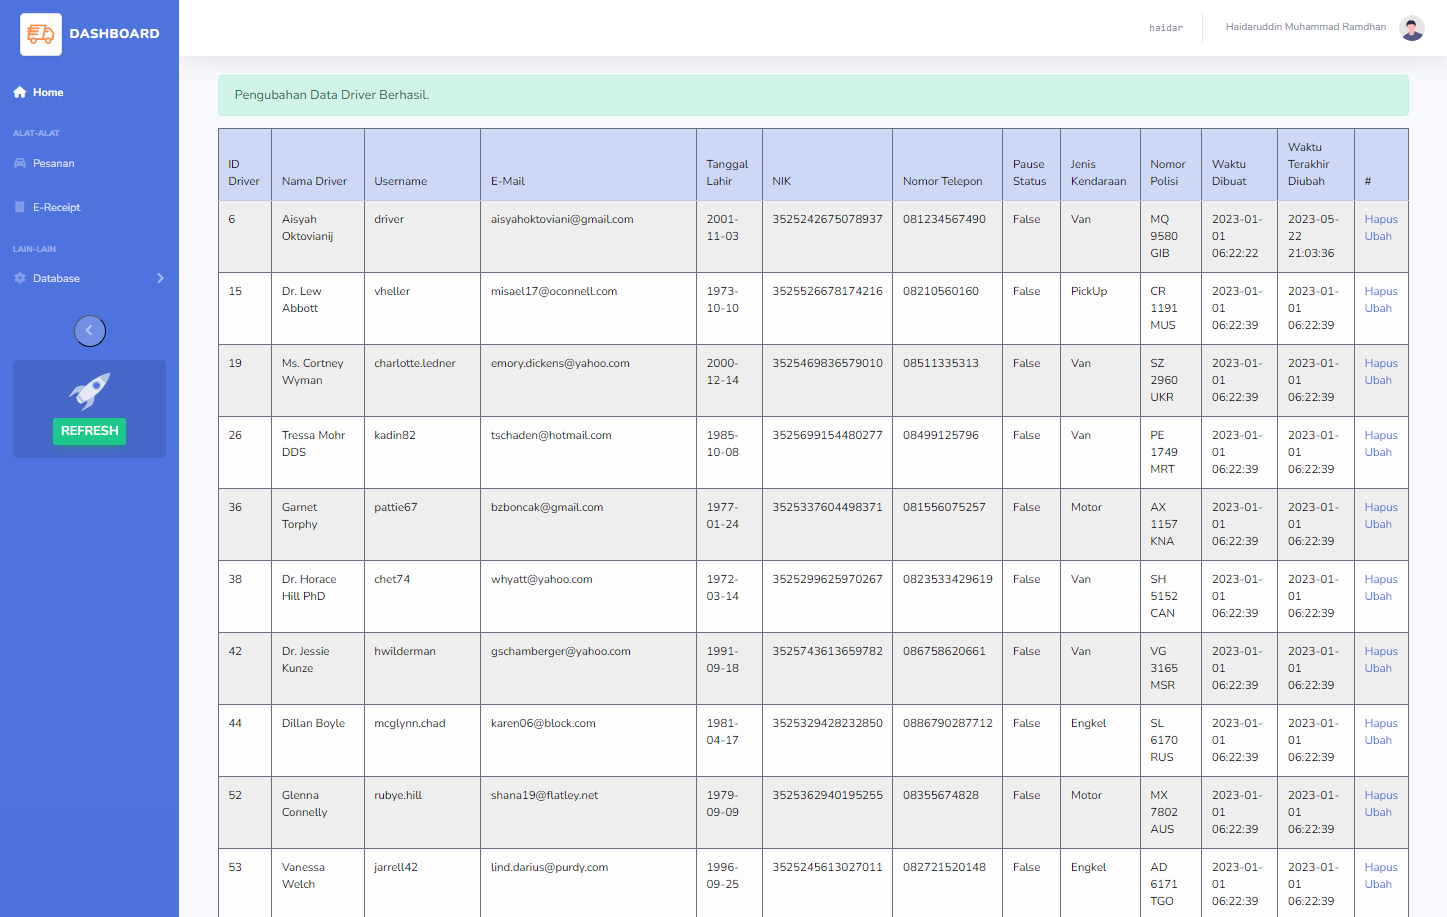 DASHBOARD
haidar
Haidaruddin Muhammad Ramdhan
Home
ALAT-ALAT
Pesanan
E-Receipt
LAIN-LAIN
Database
REFRESH
Pengubahan Data Driver Berhasil.
ID Driver Nama Driver Username E-Mail Tanggal Lahir NIK Nomor Telepon Pause Status Jenis Kendaraan Nomor Polisi Waktu Dibuat Waktu Terakhir Diubah #
6 Aisyah Oktovianij driver aisyahoktoviani@gmail.com 2001-11-03 3525242675078937 081234567490 False Van MQ 9580 GIB 2023-01-01 06:22:22 2023-05-22 21:03:36 Hapus Ubah
15 Dr. Lew Abbott vheller misael17@oconnell.com 1973-10-10 3525526678174216 08210560160 False PickUp CR 1191 MUS 2023-01-01 06:22:39 2023-01-01 06:22:39 Hapus Ubah
19 Ms. Cortney Wyman charlotte.ledner emory.dickens@yahoo.com 2000-12-14 3525469836579010 08511335313 False Van SZ 2960 UKR 2023-01-01 06:22:39 2023-01-01 06:22:39 Hapus Ubah
26 Tressa Mohr DDS kadin82 tschaden@hotmail.com 1985-10-08 3525699154480277 08499125796 False Van PE 1749 MRT 2023-01-01 06:22:39 2023-01-01 06:22:39 Hapus Ubah
36 Garnet Torphy pattie67 bzboncak@gmail.com 1977-01-24 3525337604498371 081556075257 False Motor AX 1157 KNA 2023-01-01 06:22:39 2023-01-01 06:22:39 Hapus Ubah
38 Dr. Horace Hill PhD chet74 whyatt@yahoo.com 1972-03-14 3525299625970267 0823533429619 False Van SH 5152 CAN 2023-01-01 06:22:39 2023-01-01 06:22:39 Hapus Ubah
42 Dr. Jessie Kunze hwilderman gschamberger@yahoo.com 1991-09-18 3525743613659782 086758620661 False Van VG 3165 MSR 2023-01-01 06:22:39 2023-01-01 06:22:39 Hapus Ubah
44 Dillan Boyle mcglynn.chad karen06@block.com 1981-04-17 3525329428232850 0886790287712 False Engkel SL 6170 RUS 2023-01-01 06:22:39 2023-01-01 06:22:39 Hapus Ubah
52 Glenna Connelly rubye.hill shana19@flatley.net 1979-09-09 3525362940195255 08355674828 False Motor MX 7802 AUS 2023-01-01 06:22:39 2023-01-01 06:22:39 Hapus Ubah
53 Vanessa Welch jarrell42 lind.darius@purdy.com 1996-09-25 3525245613027011 082721520148 False Engkel AD 6171 TGO 2023-01-01 06:22:39 2023-01-01 06:22:39 Hapus Ubah